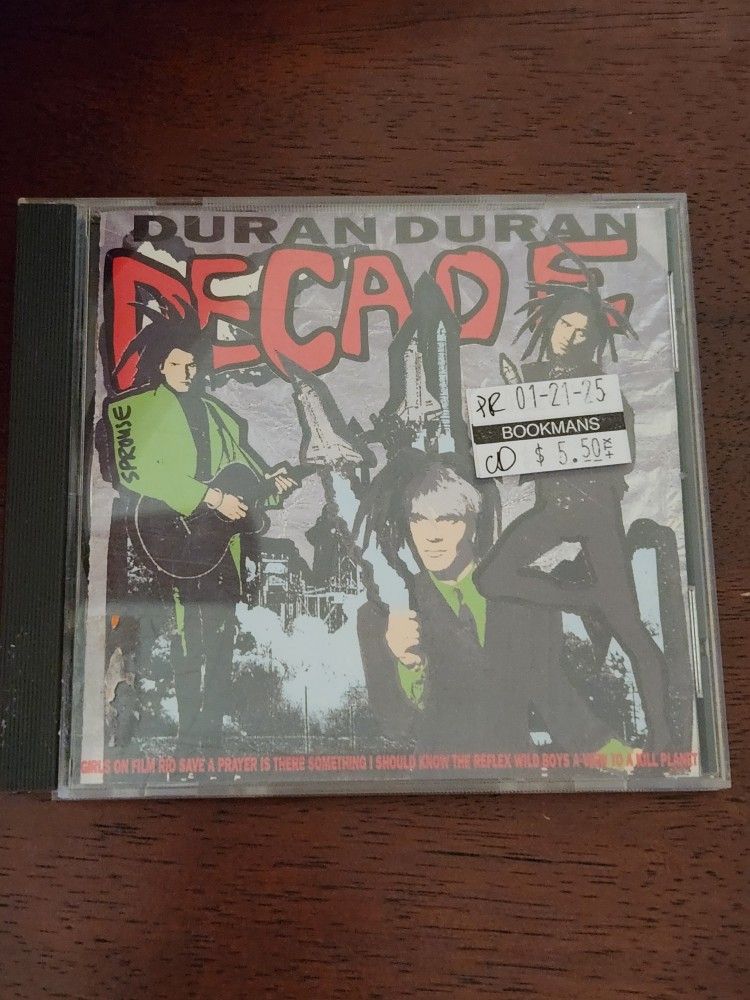 DURAN DURAN
DECADE
PR 01-21-25
BOOKMANS
CD $5.50
SPROUSE
GIRLS ON FILM RIO SAVE A PRAYER IS THERE SOMETHING I SHOULD KNOW THE REFLEX WILD BOYS A VIEW TO A KILL PLANET